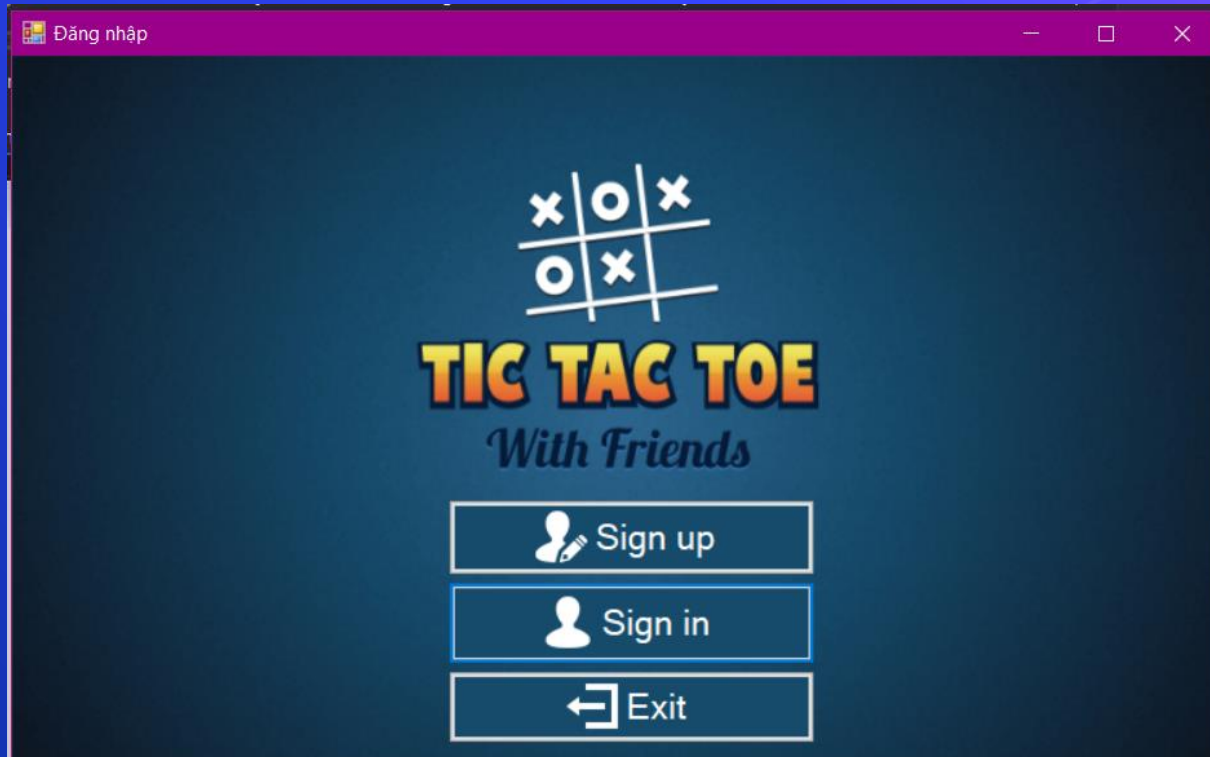 Đăng nhập
TIC TAC TOE
With Friends
Sign up
Sign in
Exit